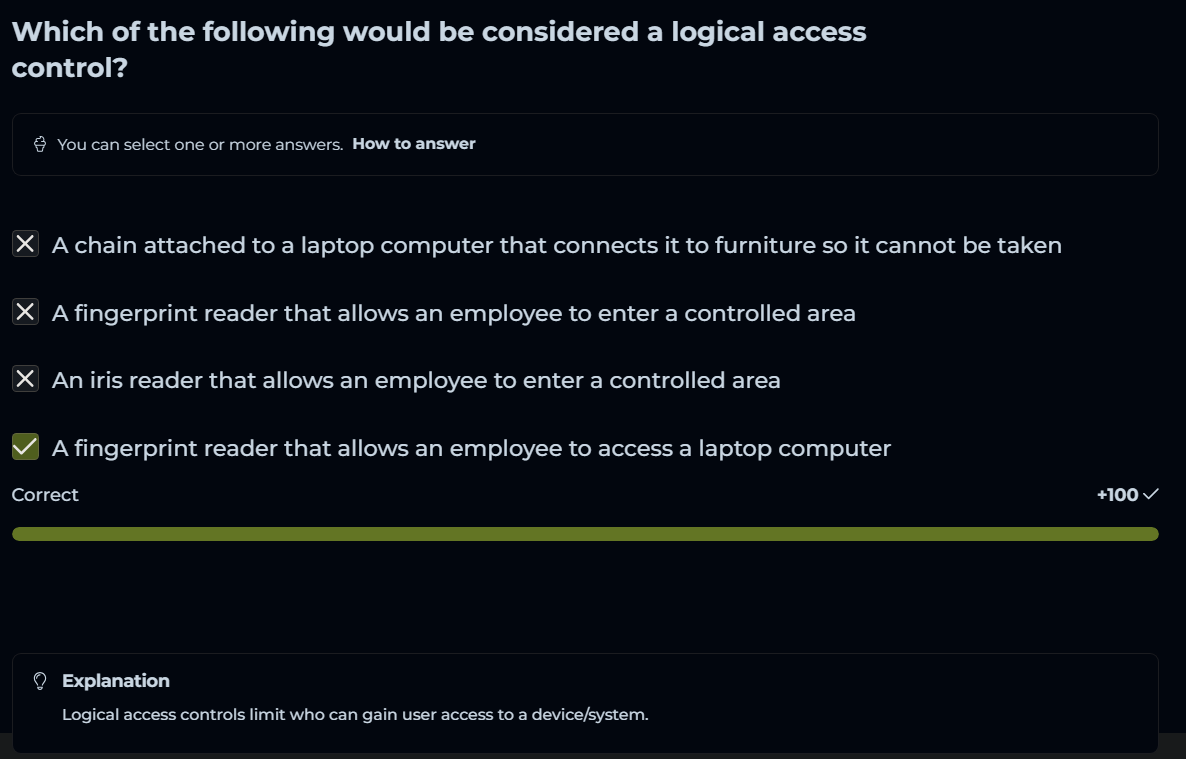 Which of the following would be considered a logical access
control?
You can select one or more answers. How to answer
A chain attached to a laptop computer that connects it to furniture so it cannot be taken
A fingerprint reader that allows an employee to enter a controlled area
An iris reader that allows an employee to enter a controlled area
A fingerprint reader that allows an employee to access a laptop computer
Correct +100
Explanation
Logical access controls limit who can gain user access to a device/system.